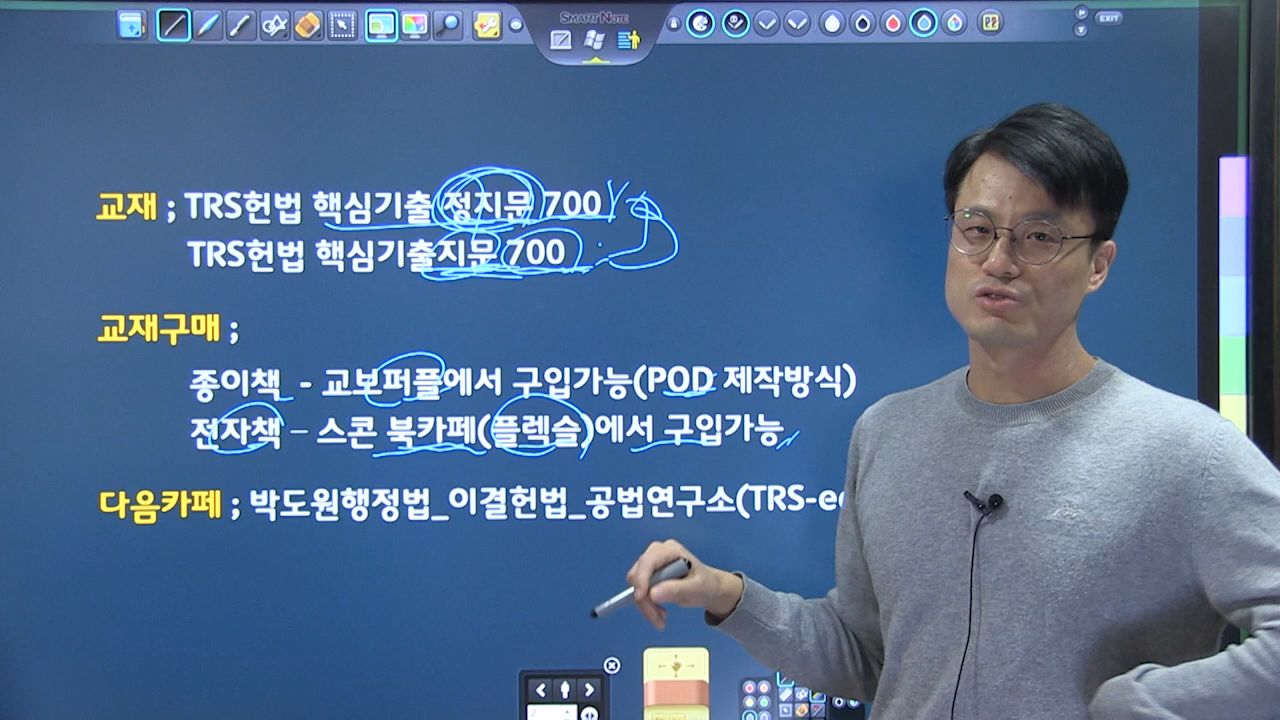 SMARTNOTE
EXIT
교재 ; TRS헌법 핵심기출 정지문 700
TRS헌법 핵심기출지문 700
교재구매 ;
종이책 - 교보퍼플에서 구입가능(POD 제작방식)
전자책 – 스콘 북카페(플렉슬)에서 구입가능
다음카페 ; 박도원행정법_이결헌법_공법연구소(TRS-e